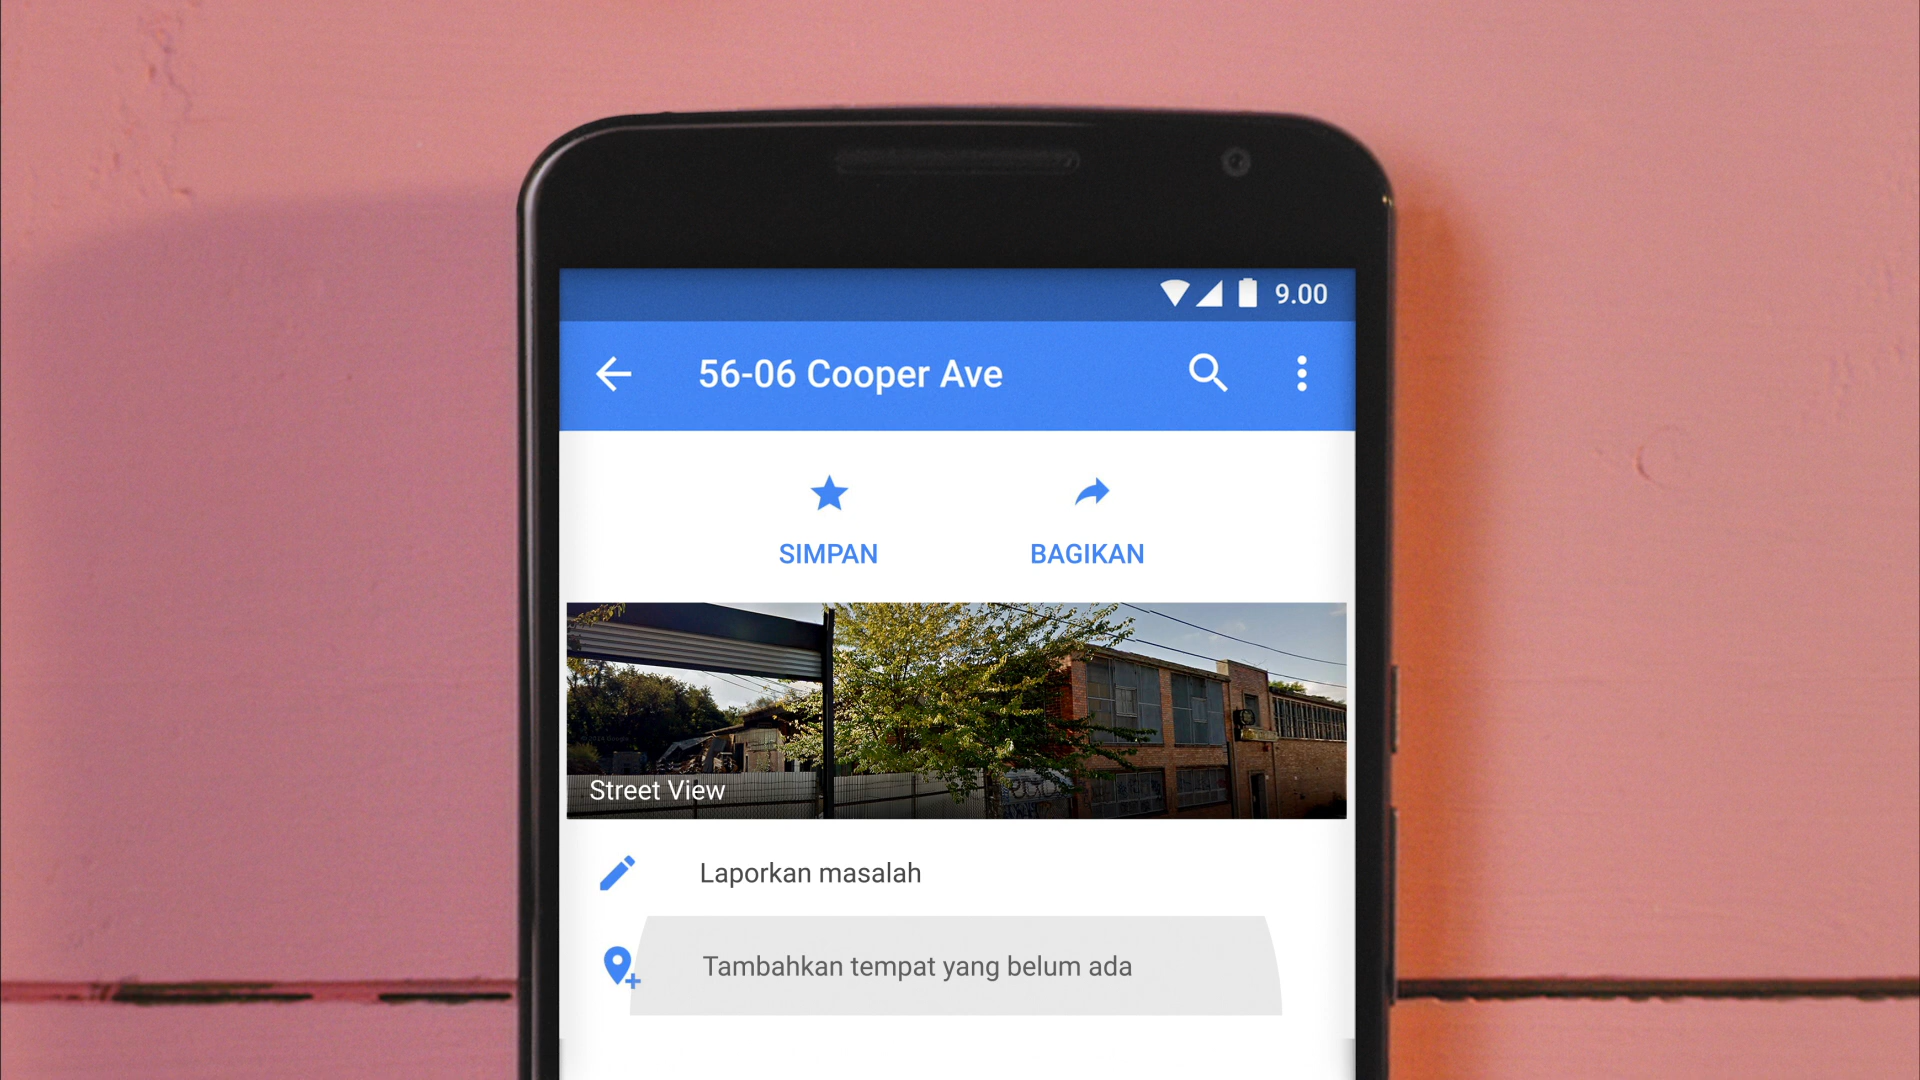 9.00
56-06 Cooper Ave
SIMPAN
BAGIKAN
Street View
Laporkan masalah
Tambahkan tempat yang belum ada